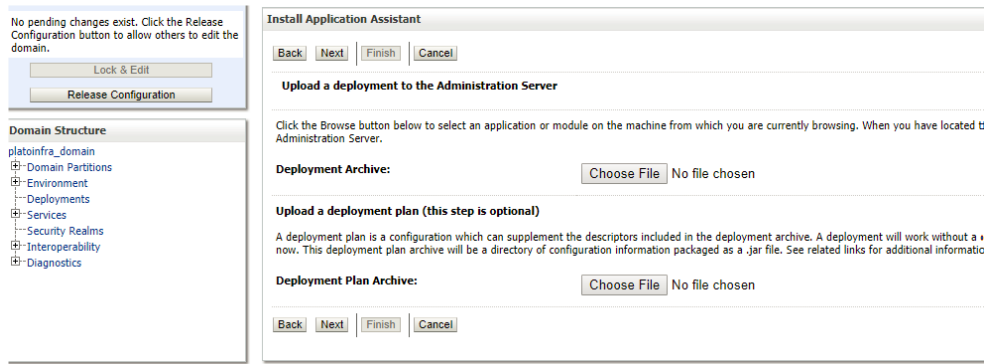 No pending changes exist. Click the Release
Configuration button to allow others to edit the
domain.
Lock & Edit
Release Configuration
Domain Structure
platoinfra_domain
Domain Partitions
Environment
Deployments
Services
Security Realms
Interoperability
Diagnostics
Install Application Assistant
Back Next Finish Cancel
Upload a deployment to the Administration Server
Click the Browse button below to select an application or module on the machine from which you are currently browsing. When you have located
Administration Server.
Deployment Archive: Choose File No file chosen
Upload a deployment plan (this step is optional)
A deployment plan is a configuration which can supplement the descriptors included in the deployment archive. A deployment will work without a
now. This deployment plan archive will be a directory of configuration information packaged as a .jar file. See related links for additional informatio
Deployment Plan Archive: Choose File No file chosen
Back Next Finish Cancel